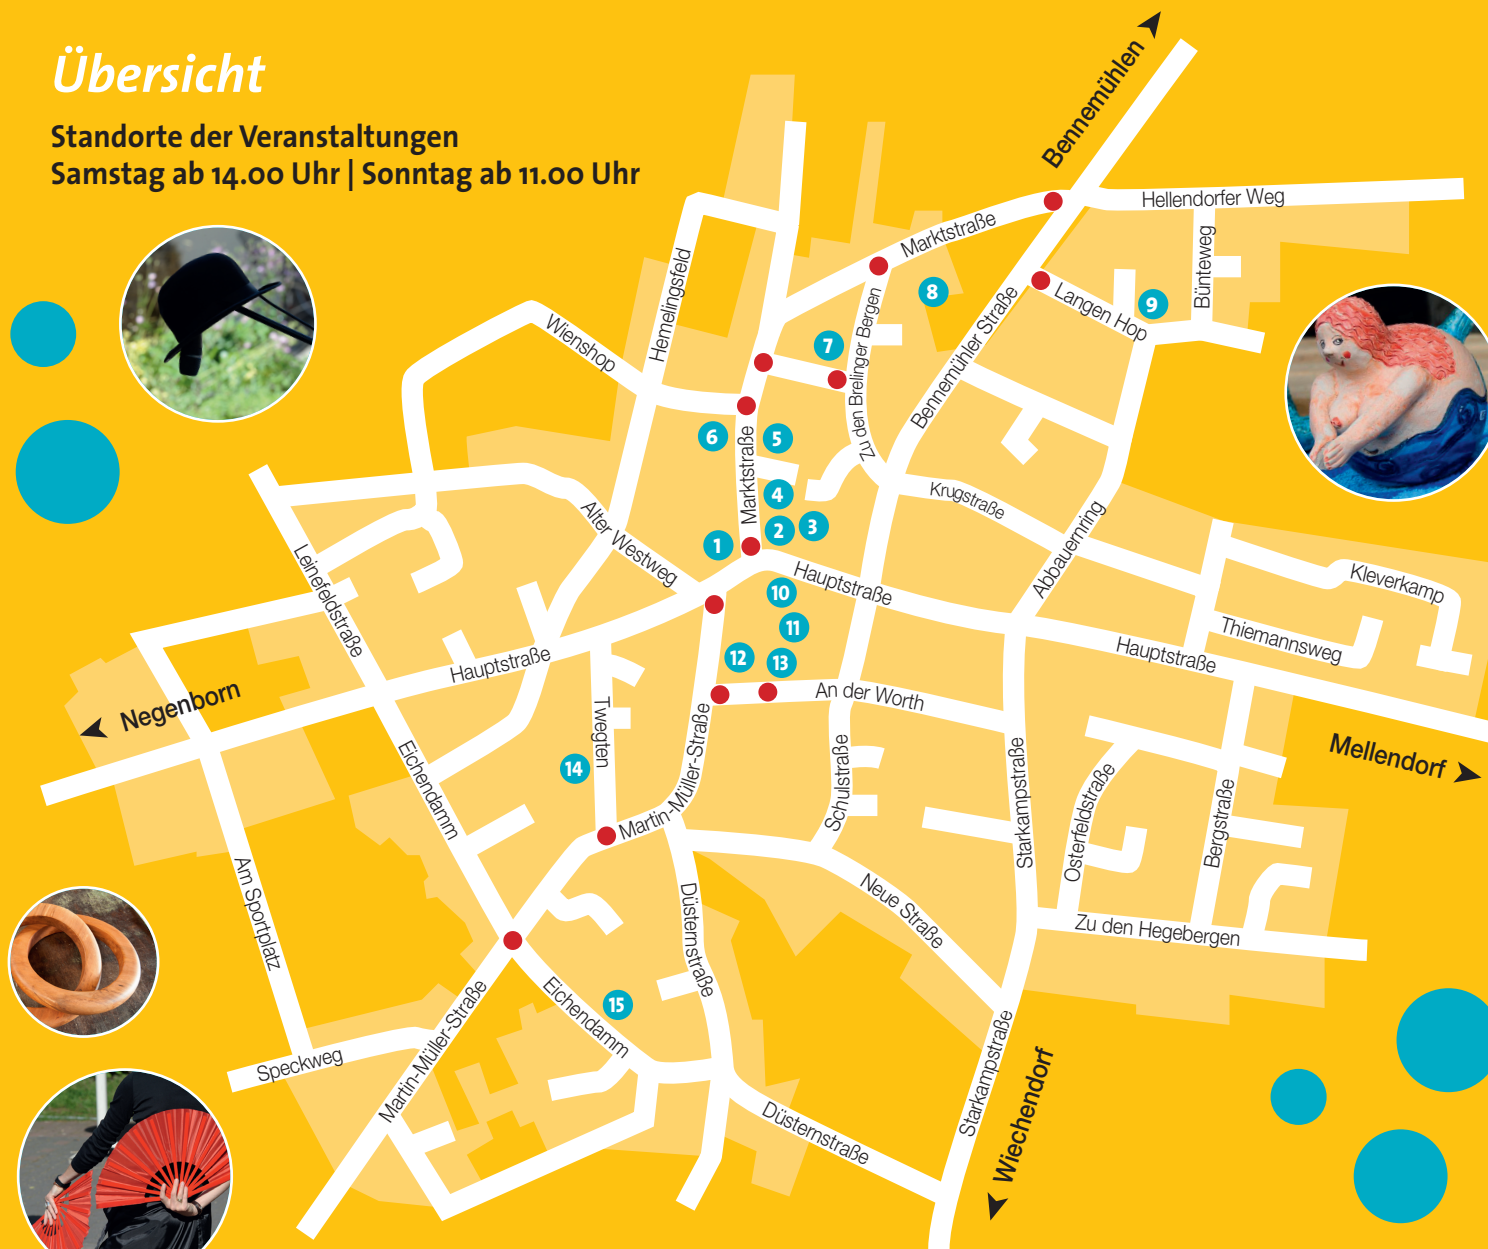 Übersicht
Standorte der Veranstaltungen
Samstag ab 14.00 Uhr | Sonntag ab 11.00 Uhr
Bennemühlen
Hellendorfer Weg
Marktstraße
Bünteweg
Hemelingsfeld
8
9
Langen Hop
Wienshop
7
Zu den Brelinger Bergen
Bennemühler Straße
6
5
Marktstraße
4
Krugstraße
Alter Westweg
2
3
1
Abbauernring
Leinefeldstraße
Hauptstraße
10
Kleverkamp
11
Thiemannsweg
Hauptstraße
12
13
Hauptstraße
Negenborn
An der Worth
Twegten
Martin-Müller-Straße
Mellendorf
14
Eichendamm
Schulstraße
Starkampstraße
Osterfeldstraße
Bergstraße
Am Sportplatz
Düsternstraße
Neue Straße
Zu den Hegebergen
Martin-Müller-Straße
Eichendamm
15
Speckweg
Starkampstraße
Düsternstraße
Wiechendorf